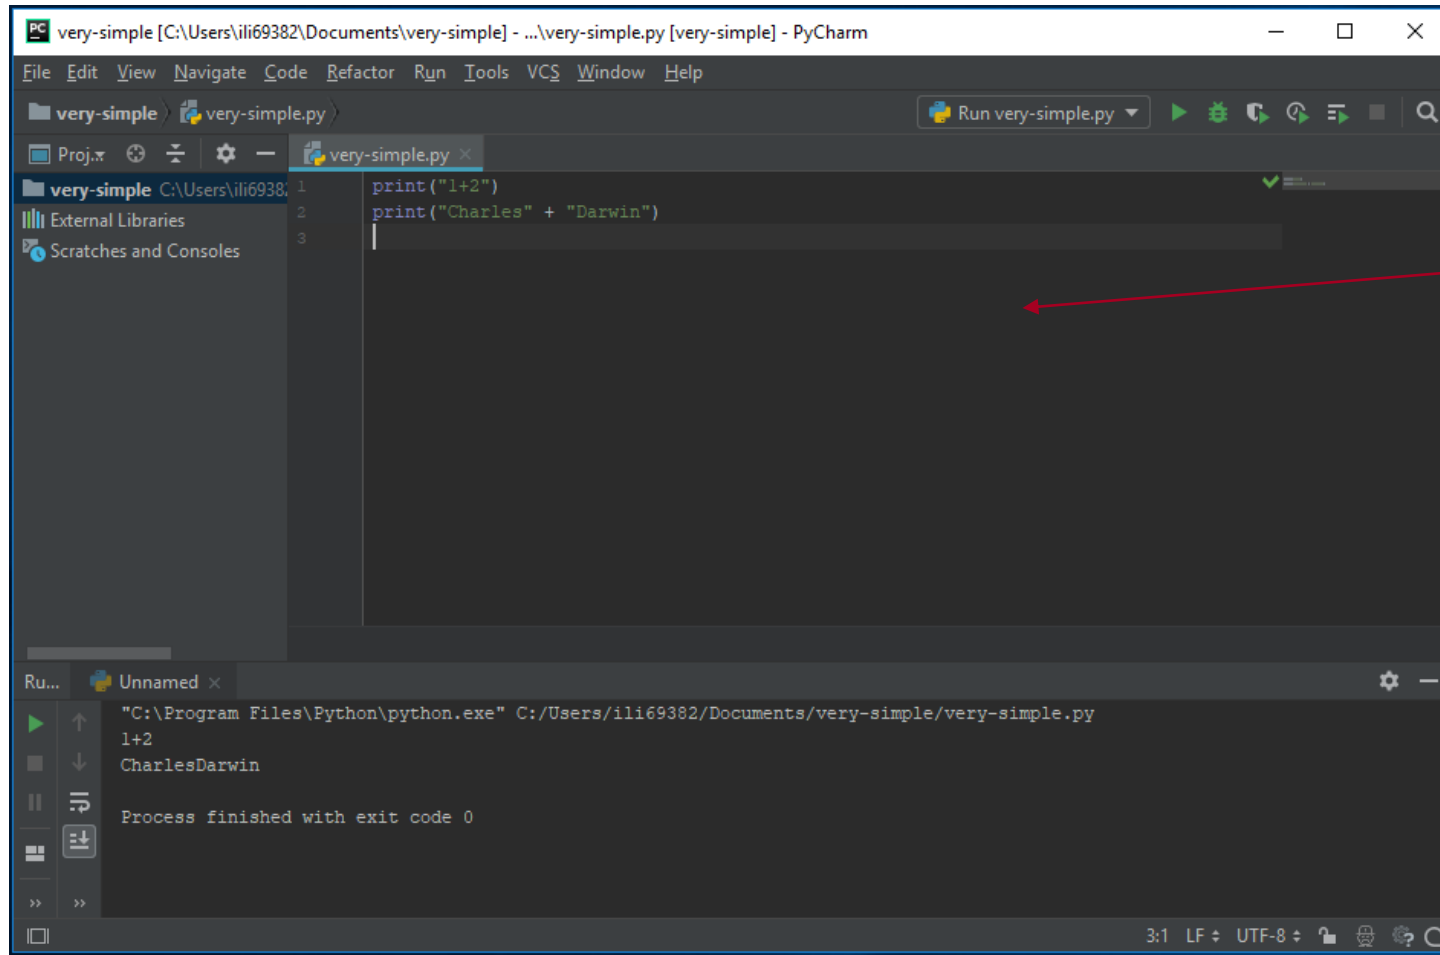 PC very-simple [C:\Users\ili69382\Documents\very-simple] - ...\very-simple.py [very-simple] - PyCharm
File Edit View Navigate Code Refactor Run Tools VCS Window Help
very-simple very-simple.py Run very-simple.py
Proj... very-simple.py
very-simple C:\Users\ili69382
External Libraries
Scratches and Consoles
1 print("1+2")
2 print("Charles" + "Darwin")
3
Ru... Unnamed
"C:\Program Files\Python\python.exe" C:/Users/ili69382/Documents/very-simple/very-simple.py
1+2
CharlesDarwin
Process finished with exit code 0
3:1 LF UTF-8